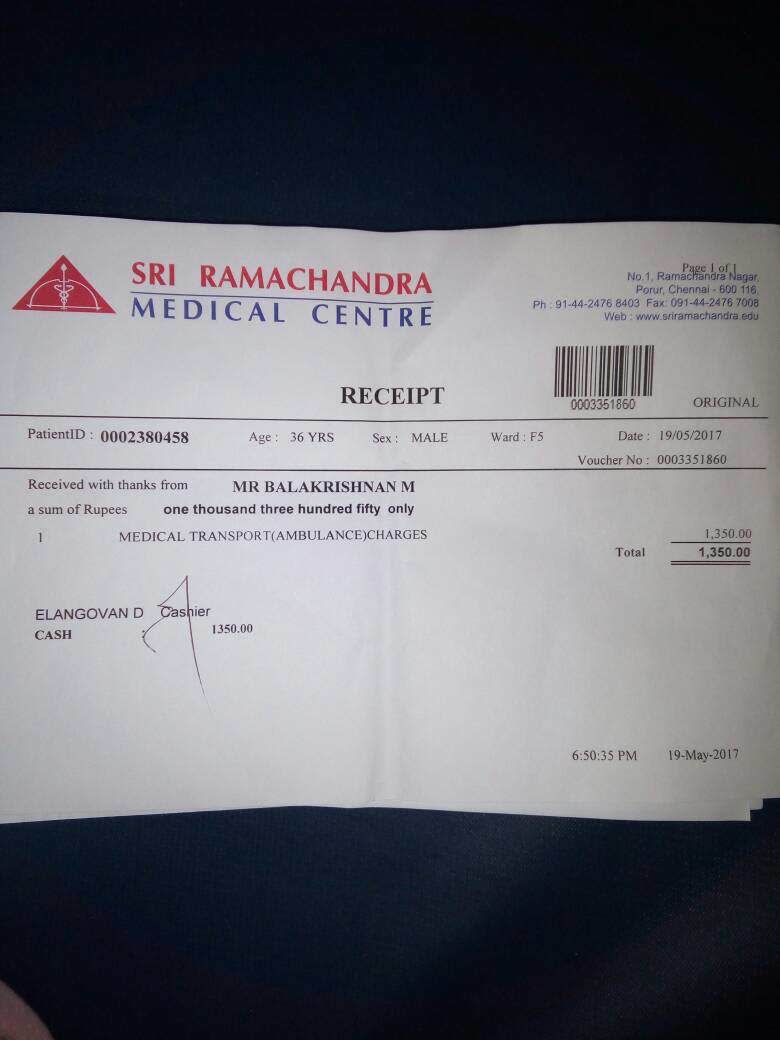 SRI RAMACHANDRA
MEDICAL CENTRE
Page 1 of 1
No.1, Ramachandra Nagar,
Porur, Chennai - 600 116.
Ph : 91-44-2476 8403 Fax: 091-44-2476 7008
Web : www.sriramachandra.edu
RECEIPT
0003351860
ORIGINAL
PatientID : 0002380458 Age : 36 YRS Sex : MALE Ward : F5 Date : 19/05/2017
Voucher No : 0003351860
Received with thanks from MR BALAKRISHNAN M
a sum of Rupees one thousand three hundred fifty only
1 MEDICAL TRANSPORT(AMBULANCE)CHARGES 1,350.00
Total 1,350.00
ELANGOVAN D Cashier
CASH : 1350.00
6:50:35 PM 19-May-2017